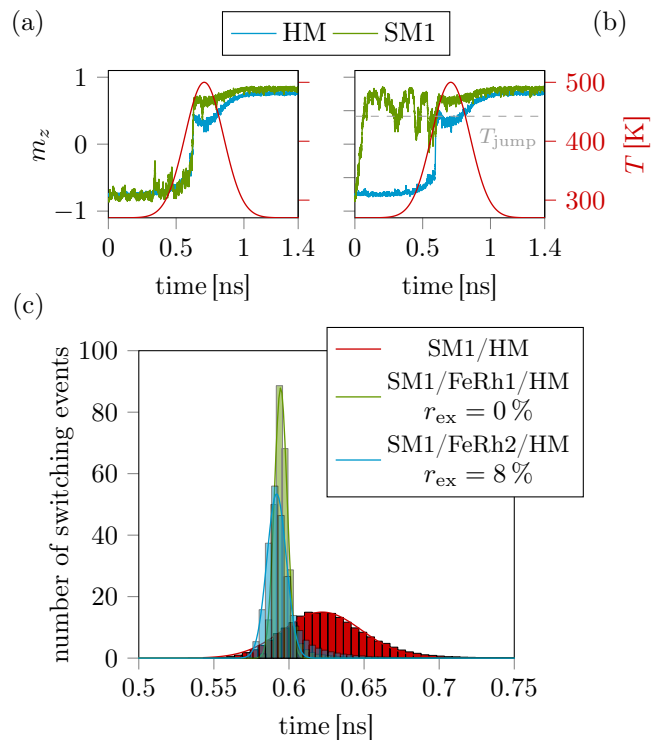 (a)
HM SM1
(b)
1
0
−1
m_z
0 0.5 1 1.4
time [ns]
T_jump
0 0.5 1 1.4
time [ns]
500
400
300
T [K]
(c)
SM1/HM
SM1/FeRh1/HM
r_ex = 0 %
SM1/FeRh2/HM
r_ex = 8 %
100
80
60
40
20
0
number of switching events
0.5 0.55 0.6 0.65 0.7 0.75
time [ns]